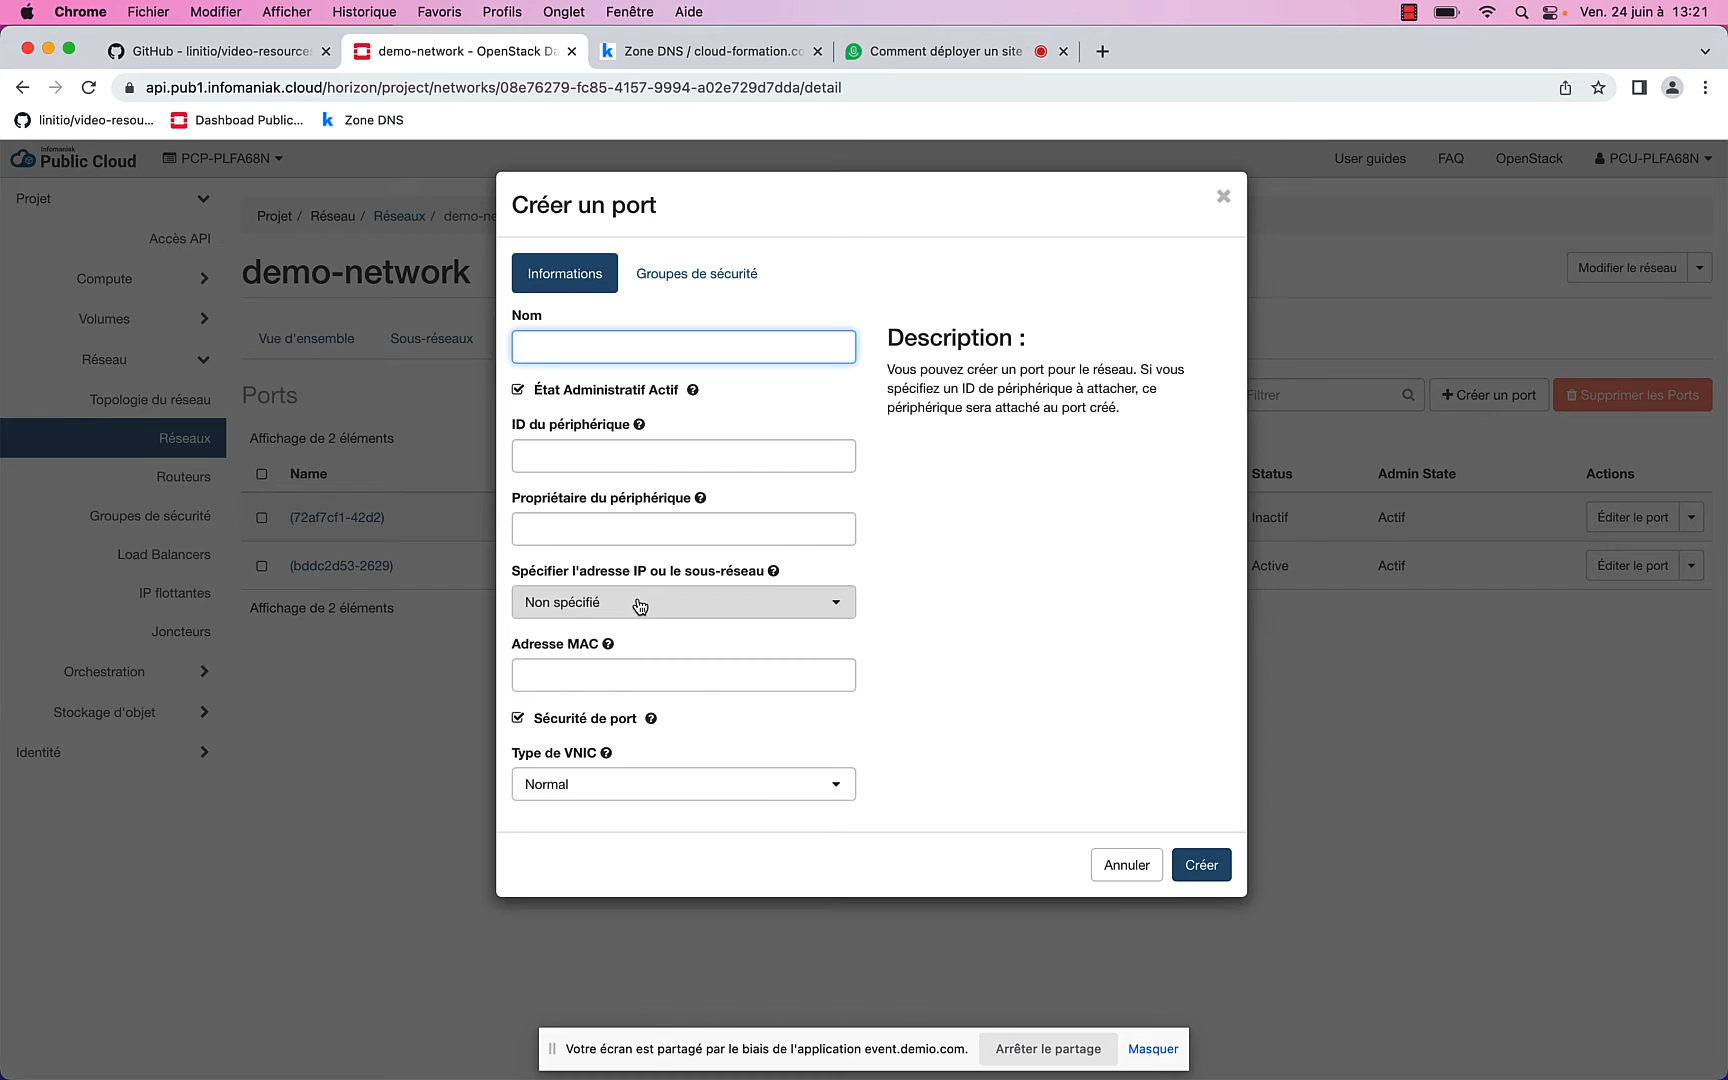 Chrome Fichier Modifier Afficher Historique Favoris Profils Onglet Fenêtre Aide Ven. 24 juin à 13:21
GitHub - linitio/video-resources demo-network - OpenStack Da Zone DNS / cloud-formation.co Comment déployer un site
api.pub1.infomaniak.cloud/horizon/project/networks/08e76279-fc85-4157-9994-a02e729d7dda/detail
linitio/video-resou... Dashboad Public... Zone DNS
Infomaniak
Public Cloud PCP-PLFA68N User guides FAQ OpenStack PCU-PLFA68N
Projet
Accès API
Compute
Volumes
Réseau
Topologie du réseau
Réseaux
Routeurs
Groupes de sécurité
Load Balancers
IP flottantes
Joncteurs
Orchestration
Stockage d'objet
Identité
Projet / Réseau / Réseaux / demo-ne
demo-network
Modifier le réseau
Vue d'ensemble Sous-réseaux
Ports
Filtrer
Créer un port
Supprimer les Ports
Affichage de 2 éléments
Name Status Admin State Actions
(72af7cf1-42d2) Inactif Actif Éditer le port
(bddc2d53-2629) Active Actif Éditer le port
Affichage de 2 éléments
Créer un port
Informations Groupes de sécurité
Nom
État Administratif Actif
ID du périphérique
Propriétaire du périphérique
Spécifier l'adresse IP ou le sous-réseau
Non spécifié
Adresse MAC
Sécurité de port
Type de VNIC
Normal
Description :
Vous pouvez créer un port pour le réseau. Si vous
spécifiez un ID de périphérique à attacher, ce
périphérique sera attaché au port créé.
Annuler Créer
Votre écran est partagé par le biais de l'application event.demio.com. Arrêter le partage Masquer